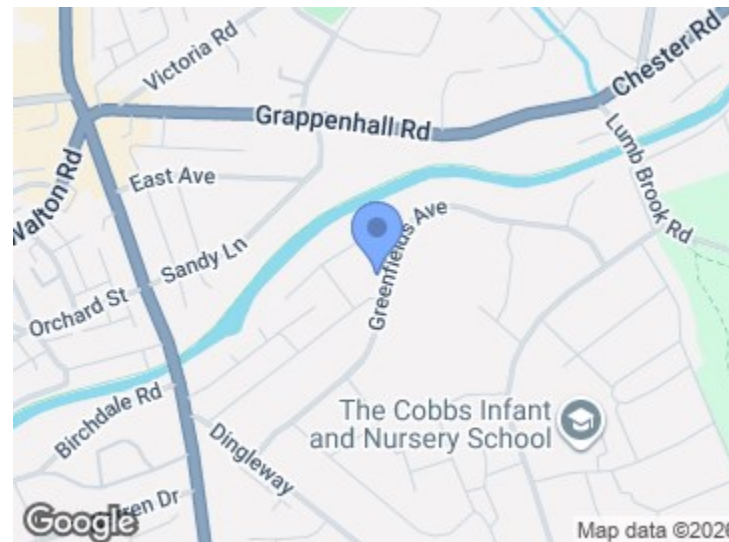 Victoria Rd
Chester Rd
Grappenhall Rd
Walton Rd
East Ave
Lumb Brook Rd
Sandy Ln
Greenfields Ave
Orchard St
Birchdale Rd
The Cobbs Infant
and Nursery School
Dingleway
Google
Map data ©2026